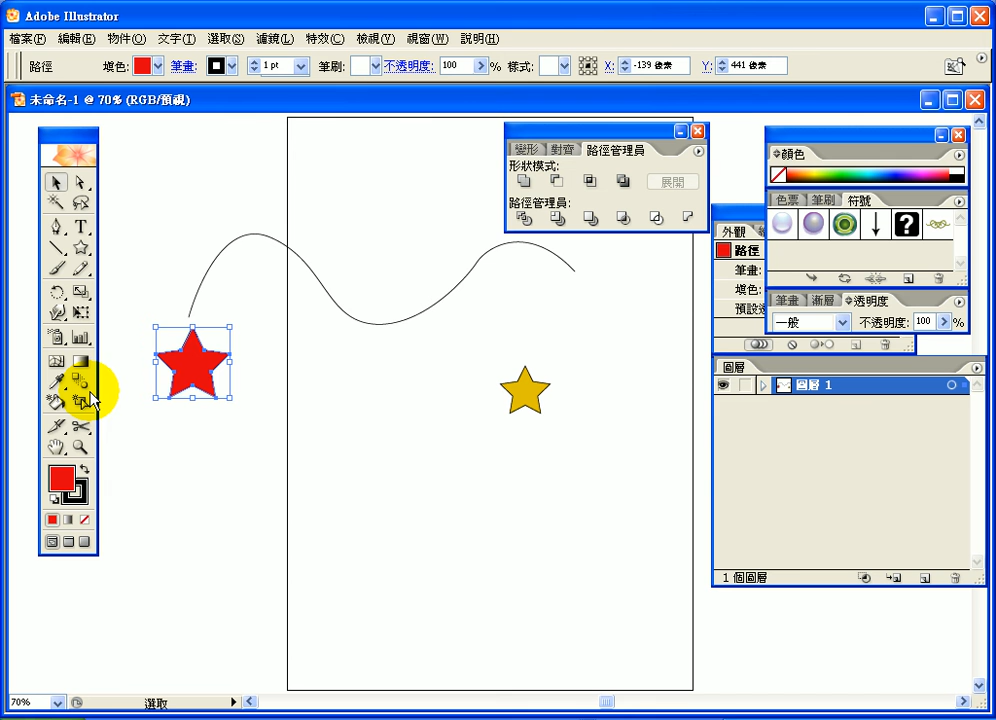 Adobe Illustrator
檔案(F) 編輯(E) 物件(O) 文字(T) 選取(S) 濾鏡(L) 特效(C) 檢視(V) 視窗(W) 說明(H)
路徑 填色: 筆畫: 1 pt 筆刷: 不透明度: 100 % 樣式: X: -139 像素 Y: 441 像素
未命名-1 @ 70% (RGB/預視)
變形 對齊 路徑管理員
形狀模式:
展開
路徑管理員:
顏色
色票 筆刷 符號
?
外觀
路徑
筆畫:
填色:
預設透
筆畫 漸層 透明度
一般 不透明度: 100 %
圖層
圖層 1
1 個圖層
T
70% 選取